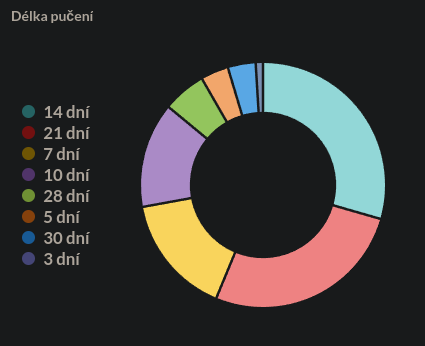 Délka pučení
14 dní
21 dní
7 dní
10 dní
28 dní
5 dní
30 dní
3 dní